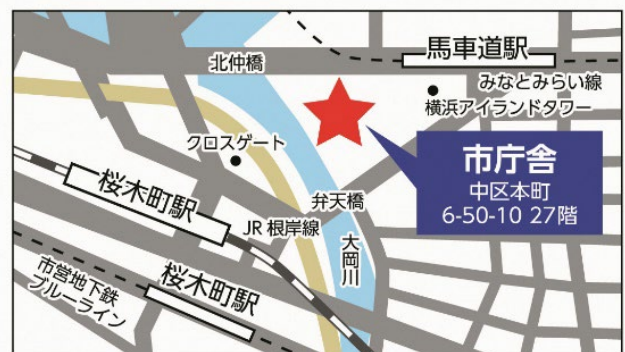 馬車道駅
北仲橋
みなとみらい線
横浜アイランドタワー
クロスゲート
市庁舎
中区本町
6-50-10 27階
桜木町駅
弁天橋
JR 根岸線
大岡川
市営地下鉄
ブルーライン
桜木町駅